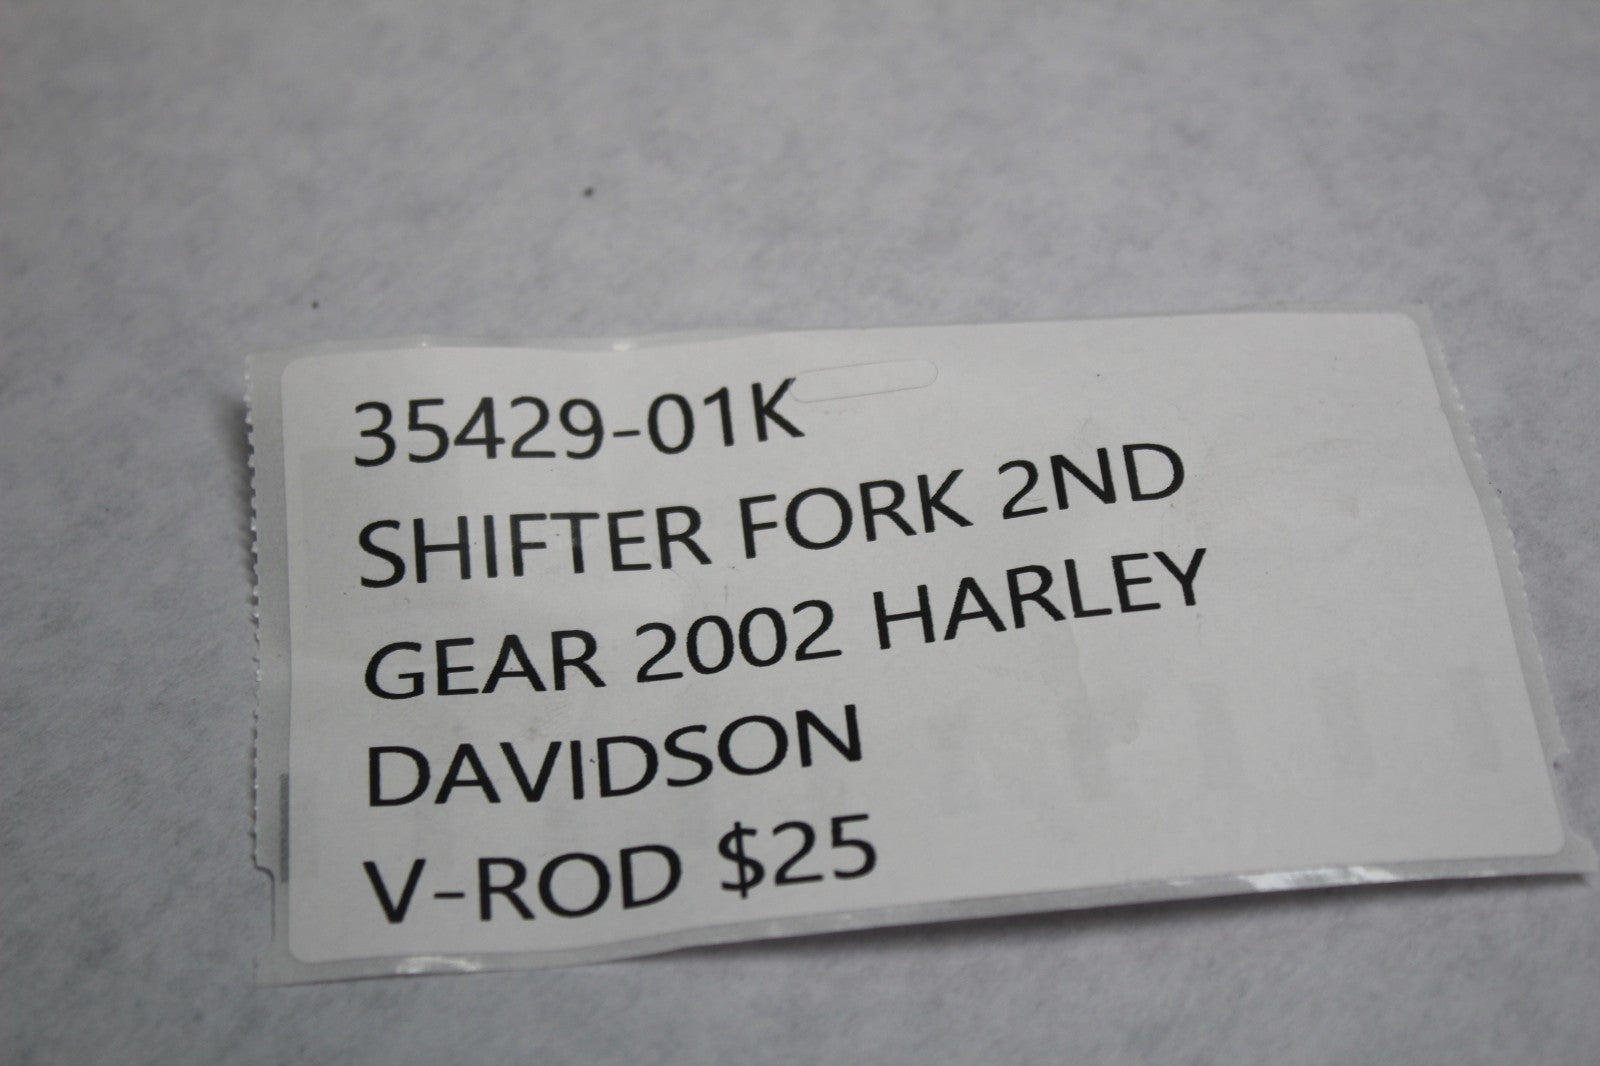 35429-01K
SHIFTER FORK 2ND
GEAR 2002 HARLEY
DAVIDSON
V-ROD $25